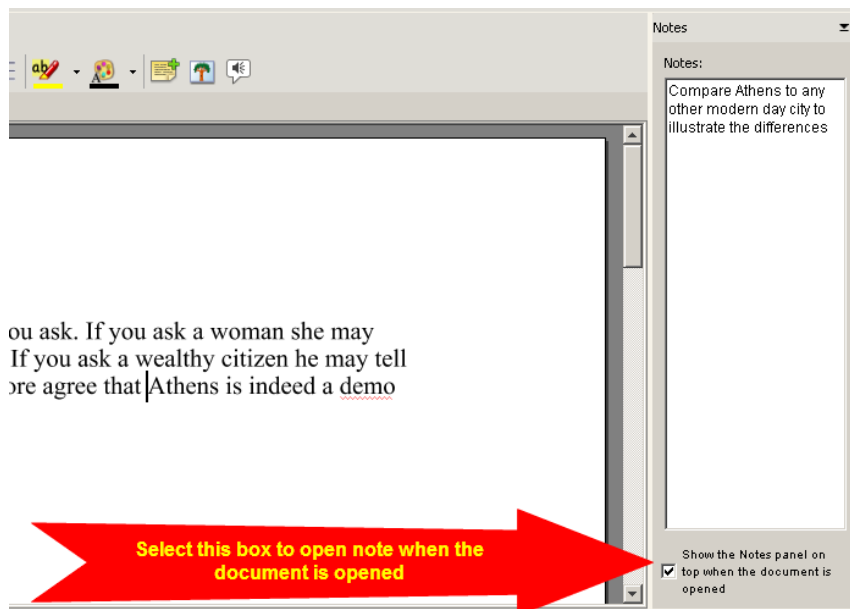 Notes
Notes:
Compare Athens to any
other modern day city to
illustrate the differences
ab
A
ou ask. If you ask a woman she may
If you ask a wealthy citizen he may tell
ore agree that Athens is indeed a demo
Select this box to open note when the
document is opened
Show the Notes panel on
top when the document is
opened